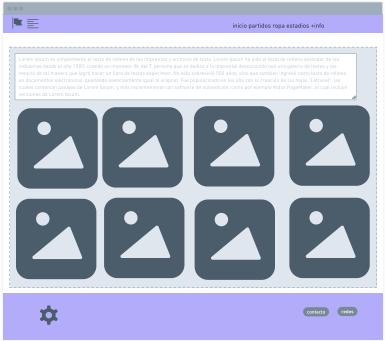 inicio partidos ropa estadios +info
Lorem Ipsum es simplemente el texto de relleno de las imprentas y archivos de texto. Lorem Ipsum ha sido el texto de relleno estándar de las
industrias desde el año 1500, cuando un impresor (N. del T. persona que se dedica a la imprenta) desconocido usó una galería de textos y los
mezcló de tal manera que logró hacer un libro de textos especimen. No sólo sobrevivió 500 años, sino que también ingresó como texto de relleno
en documentos electrónicos, quedando esencialmente igual al original. Fue popularizado en los 60s con la creación de las hojas "Letraset", las
cuales contenían pasajes de Lorem Ipsum, y más recientemente con software de autoedición, como por ejemplo Aldus PageMaker, el cual incluye
versiones de Lorem Ipsum.
contacto redes